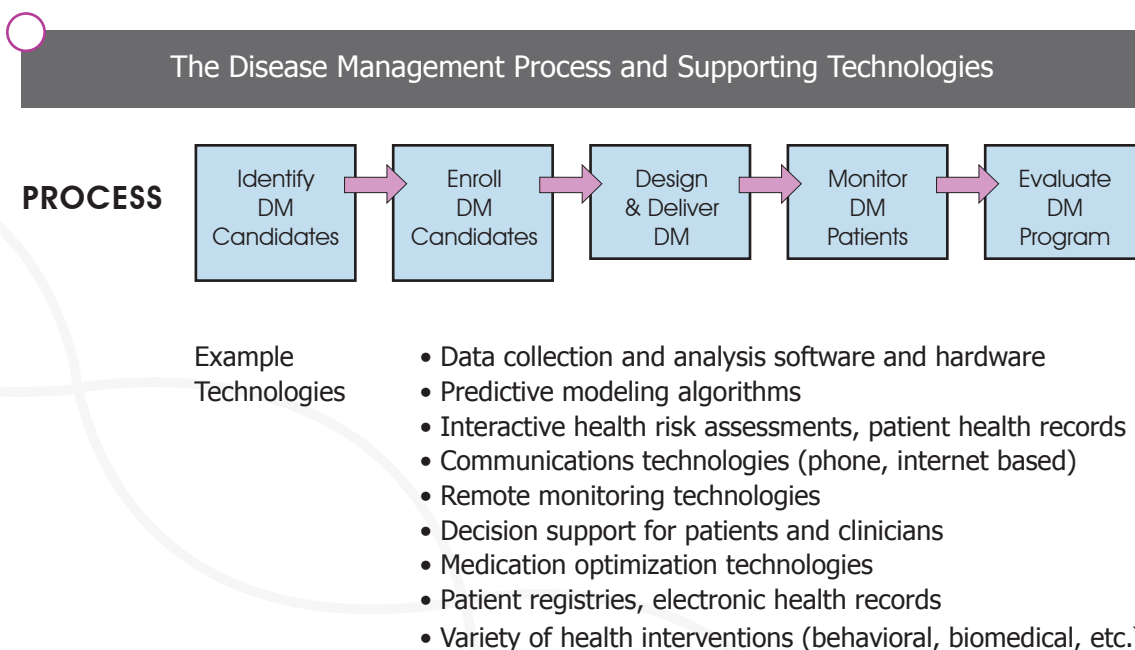 The Disease Management Process and Supporting Technologies
PROCESS
Identify
DM
Candidates
Enroll
DM
Candidates
Design
& Deliver
DM
Monitor
DM
Patients
Evaluate
DM
Program
Example
Technologies
• Data collection and analysis software and hardware
• Predictive modeling algorithms
• Interactive health risk assessments, patient health records
• Communications technologies (phone, internet based)
• Remote monitoring technologies
• Decision support for patients and clinicians
• Medication optimization technologies
• Patient registries, electronic health records
• Variety of health interventions (behavioral, biomedical, etc.)